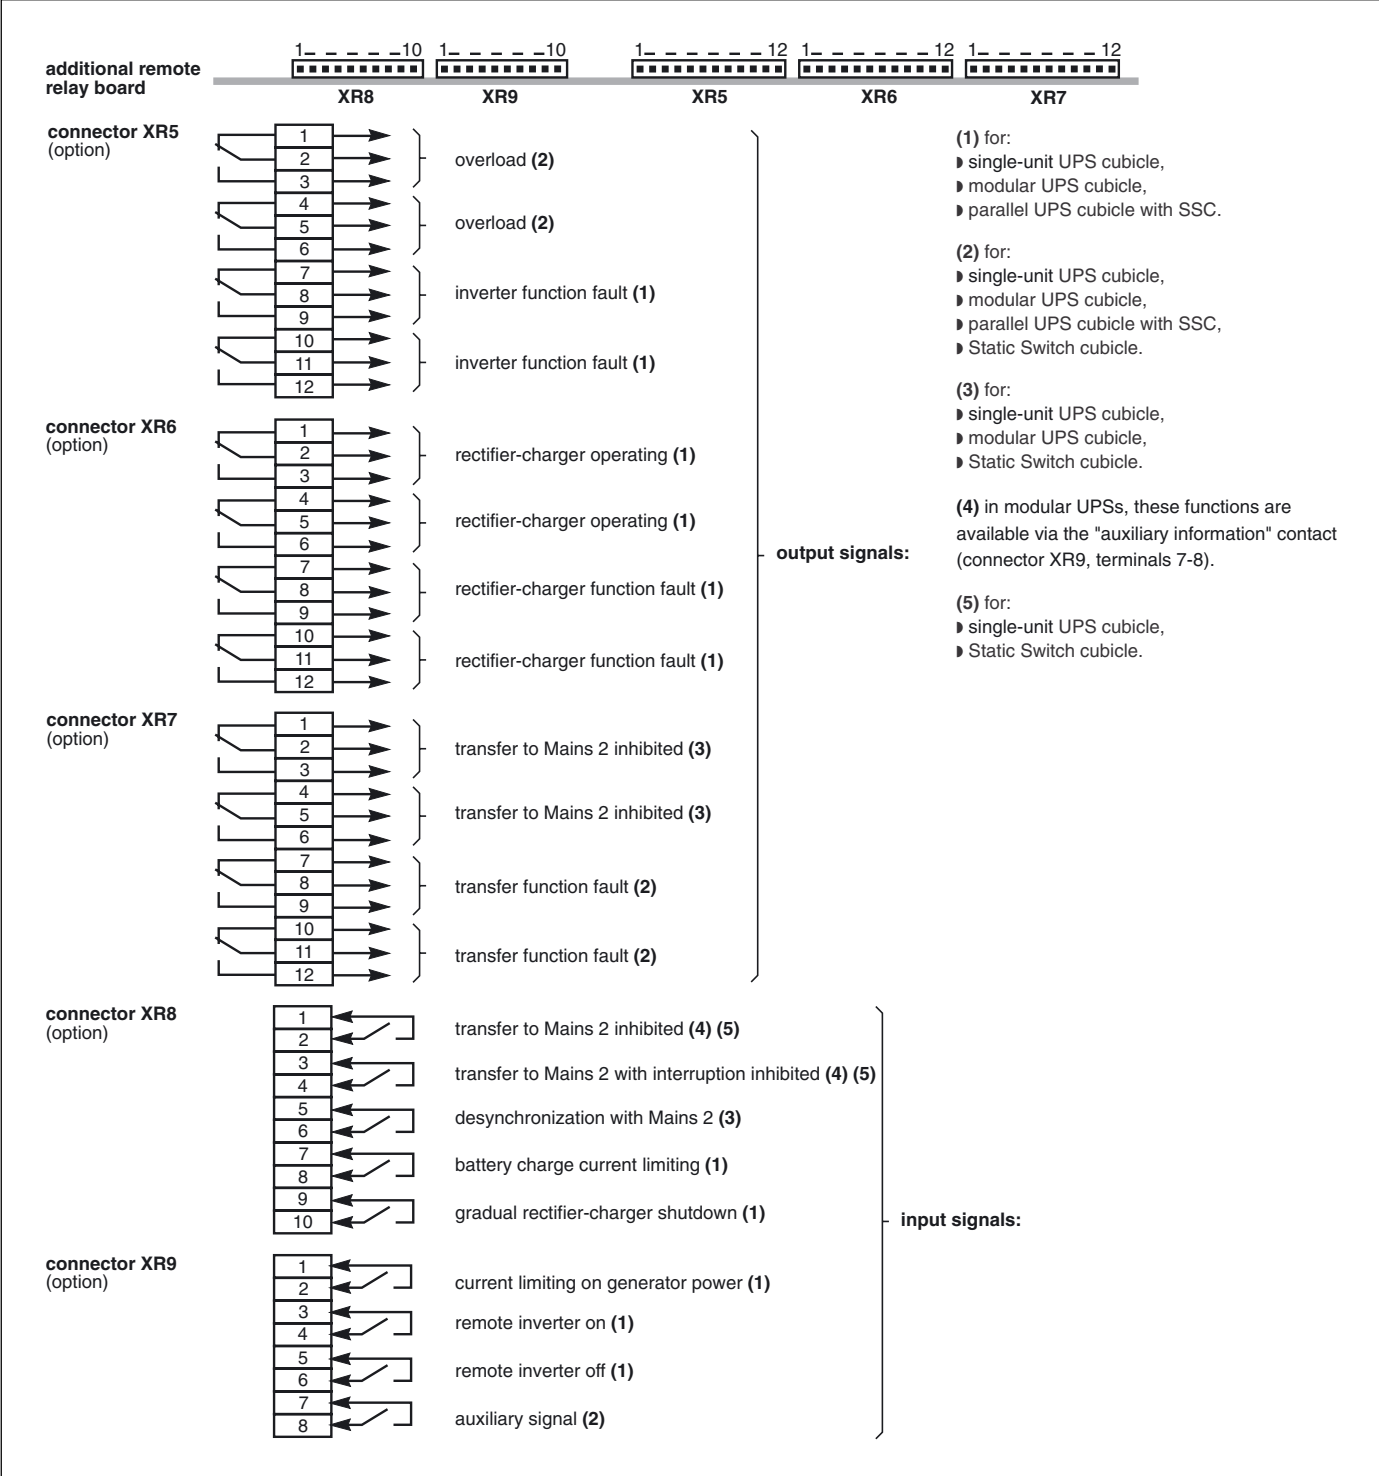 1 10 1 10 1 12 1 12 1 12
additional remote
relay board
XR8 XR9 XR5 XR6 XR7
connector XR5
(option)
1
2
3
overload (2)
4
5
6
overload (2)
7
8
9
inverter function fault (1)
10
11
12
inverter function fault (1)
connector XR6
(option)
1
2
3
rectifier-charger operating (1)
4
5
6
rectifier-charger operating (1)
7
8
9
rectifier-charger function fault (1)
10
11
12
rectifier-charger function fault (1)
connector XR7
(option)
1
2
3
transfer to Mains 2 inhibited (3)
4
5
6
transfer to Mains 2 inhibited (3)
7
8
9
transfer function fault (2)
10
11
12
transfer function fault (2)
output signals:
connector XR8
(option)
1
2
transfer to Mains 2 inhibited (4) (5)
3
4
transfer to Mains 2 with interruption inhibited (4) (5)
5
6
desynchronization with Mains 2 (3)
7
8
battery charge current limiting (1)
9
10
gradual rectifier-charger shutdown (1)
connector XR9
(option)
1
2
current limiting on generator power (1)
3
4
remote inverter on (1)
5
6
remote inverter off (1)
7
8
auxiliary signal (2)
input signals:
(1) for:
◗ single-unit UPS cubicle,
◗ modular UPS cubicle,
◗ parallel UPS cubicle with SSC.
(2) for:
◗ single-unit UPS cubicle,
◗ modular UPS cubicle,
◗ parallel UPS cubicle with SSC,
◗ Static Switch cubicle.
(3) for:
◗ single-unit UPS cubicle,
◗ modular UPS cubicle,
◗ Static Switch cubicle.
(4) in modular UPSs, these functions are
available via the "auxiliary information" contact
(connector XR9, terminals 7-8).
(5) for:
◗ single-unit UPS cubicle,
◗ Static Switch cubicle.